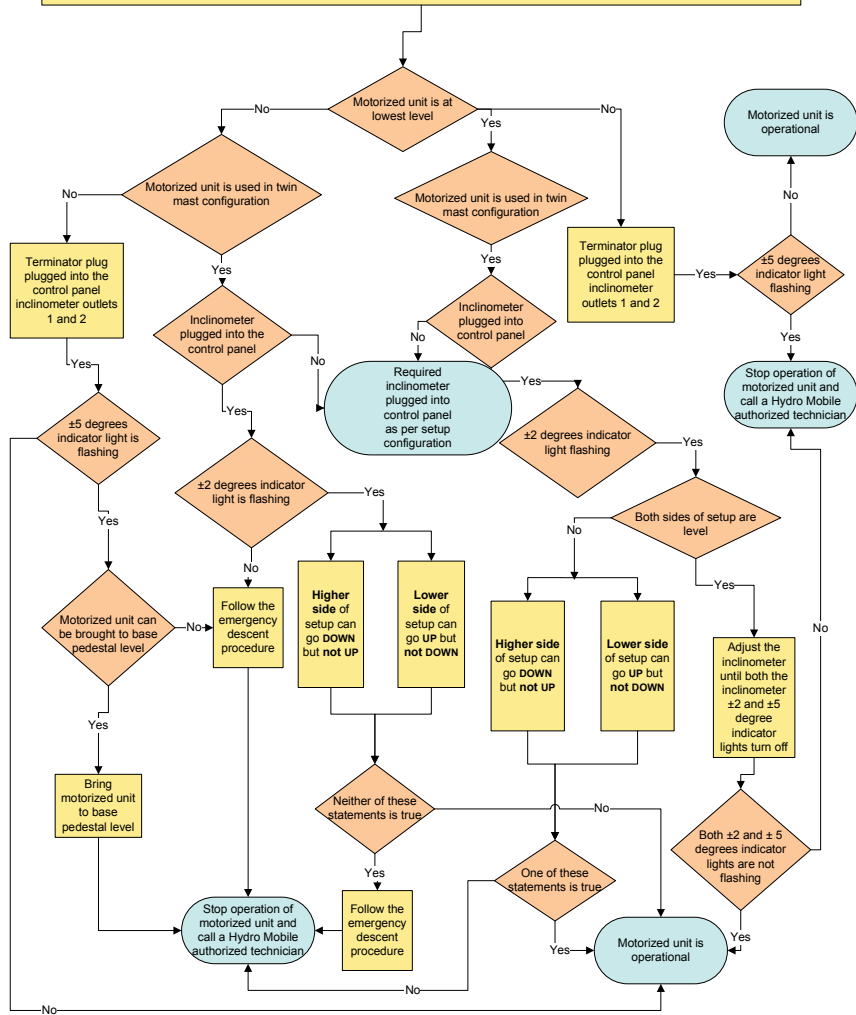 Motorized unit is at
lowest level
No
Yes
No
Motorized unit is
operational
Motorized unit is used in twin
mast configuration
Motorized unit is used in twin
mast configuration
No
No
Terminator plug
plugged into the
control panel
inclinometer outlets
1 and 2
Yes
Yes
Terminator plug
plugged into the
control panel
inclinometer outlets
1 and 2
Yes
±5 degrees
indicator light
flashing
Inclinometer
plugged into the
control panel
No
Inclinometer
plugged into
control panel
No
Yes
Yes
Yes
Required
inclinometer
plugged into
control panel
as per setup
configuration
Yes
Stop operation of
motorized unit and
call a Hydro Mobile
authorized technician
±5 degrees
indicator light is
flashing
Yes
±2 degrees indicator
light flashing
Yes
±2 degrees indicator
light is flashing
Yes
Both sides of setup are
level
No
Yes
No
Yes
Higher side of
setup can
go DOWN
but not UP
Lower side of
setup can
go UP but
not DOWN
Higher side
of setup can
go DOWN
but not UP
Lower side
of setup can
go UP but
not DOWN
Motorized unit can
be brought to base
pedestal level
No
Follow the
emergency
descent
procedure
Adjust the
inclinometer
until both the
inclinometer
±2 and ±5
degree
indicator
lights turn off
No
Yes
Bring
motorized unit
to base
pedestal level
Neither of these
statements is true
No
Both ±2 and ± 5
degrees indicator
lights are not
flashing
Yes
One of these
statements is true
Stop operation of
motorized unit and
call a Hydro Mobile
authorized technician
Follow the
emergency
descent
procedure
Yes
Motorized unit is
operational
Yes
No
No